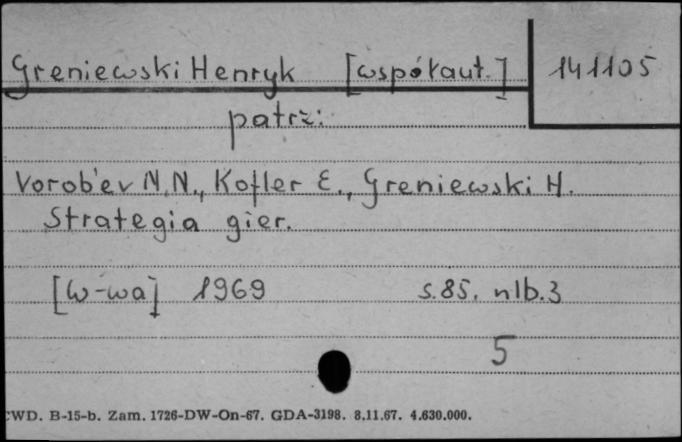 Greniewski Henryk [współaut.] 141105
patrz:
Vorob'ev N.N., Kofler E., Greniewski H.
Strategia gier.
[W-wa] 1969 s.85. nlb.3
5
CWD. B-15-b. Zam. 1726-DW-On-67. GDA-3198. 8.11.67. 4.630.000.